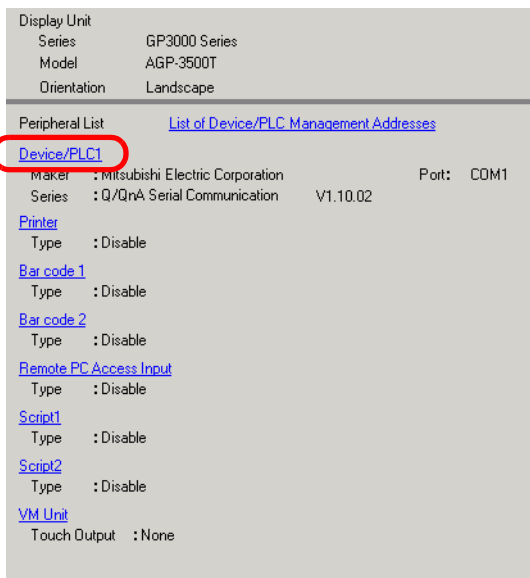 Display Unit
Series GP3000 Series
Model AGP-3500T
Orientation Landscape
Peripheral List List of Device/PLC Management Addresses
Device/PLC1
Maker : Mitsubishi Electric Corporation Port: COM1
Series : Q/QnA Serial Communication V1.10.02
Printer
Type : Disable
Bar code 1
Type : Disable
Bar code 2
Type : Disable
Remote PC Access Input
Type : Disable
Script1
Type : Disable
Script2
Type : Disable
VM Unit
Touch Output : None